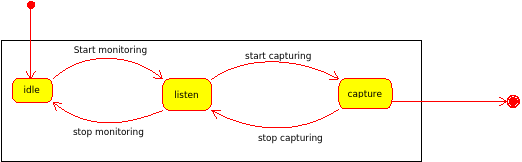 Start monitoring
start capturing
idle
listen
capture
stop monitoring
stop capturing